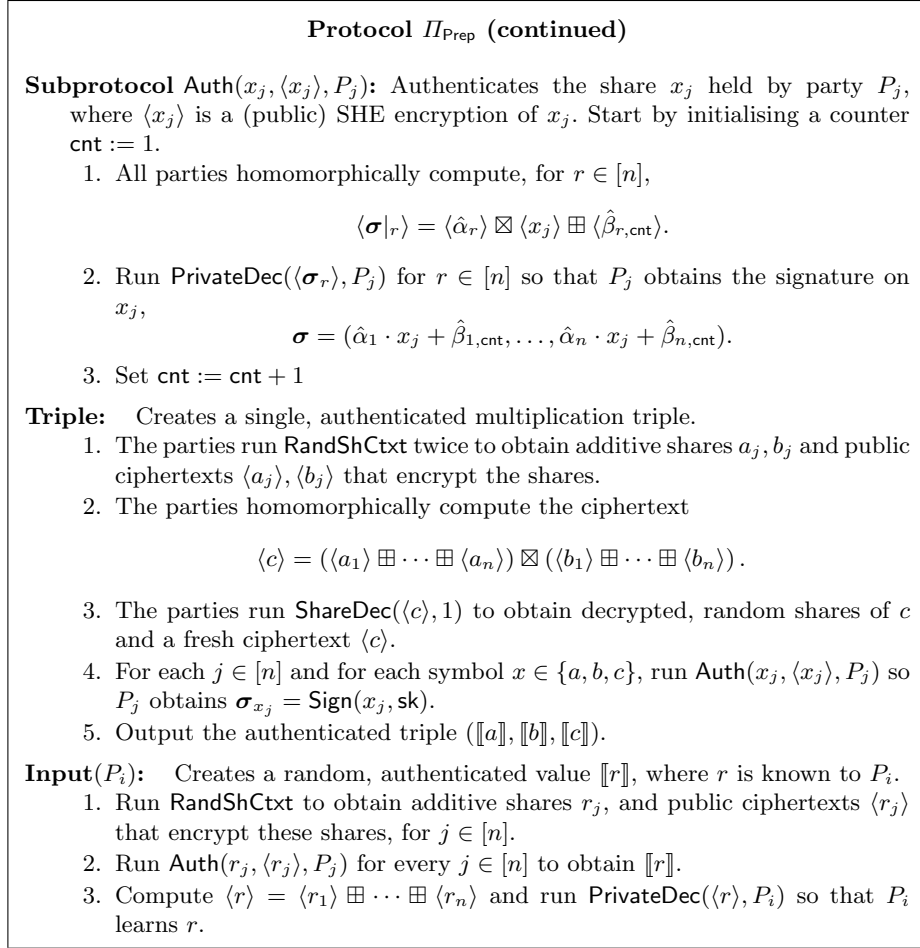 Protocol Π_Prep (continued)
Subprotocol Auth(x_j, ⟨x_j⟩, P_j): Authenticates the share x_j held by party P_j,
where ⟨x_j⟩ is a (public) SHE encryption of x_j. Start by initialising a counter
cnt := 1.
1. All parties homomorphically compute, for r ∈ [n],
⟨σ|_r⟩ = ⟨α̂_r⟩ ⊠ ⟨x_j⟩ ⊞ ⟨β̂_{r,cnt}⟩.
2. Run PrivateDec(⟨σ_r⟩, P_j) for r ∈ [n] so that P_j obtains the signature on
x_j,
σ = (α̂_1 · x_j + β̂_{1,cnt}, . . . , α̂_n · x_j + β̂_{n,cnt}).
3. Set cnt := cnt + 1
Triple: Creates a single, authenticated multiplication triple.
1. The parties run RandShCtxt twice to obtain additive shares a_j, b_j and public
ciphertexts ⟨a_j⟩, ⟨b_j⟩ that encrypt the shares.
2. The parties homomorphically compute the ciphertext
⟨c⟩ = (⟨a_1⟩ ⊞ · · · ⊞ ⟨a_n⟩) ⊠ (⟨b_1⟩ ⊞ · · · ⊞ ⟨b_n⟩) .
3. The parties run ShareDec(⟨c⟩, 1) to obtain decrypted, random shares of c
and a fresh ciphertext ⟨c⟩.
4. For each j ∈ [n] and for each symbol x ∈ {a, b, c}, run Auth(x_j, ⟨x_j⟩, P_j) so
P_j obtains σ_{x_j} = Sign(x_j, sk).
5. Output the authenticated triple (⟦a⟧, ⟦b⟧, ⟦c⟧).
Input(P_i): Creates a random, authenticated value ⟦r⟧, where r is known to P_i.
1. Run RandShCtxt to obtain additive shares r_j, and public ciphertexts ⟨r_j⟩
that encrypt these shares, for j ∈ [n].
2. Run Auth(r_j, ⟨r_j⟩, P_j) for every j ∈ [n] to obtain ⟦r⟧.
3. Compute ⟨r⟩ = ⟨r_1⟩ ⊞ · · · ⊞ ⟨r_n⟩ and run PrivateDec(⟨r⟩, P_i) so that P_i
learns r.